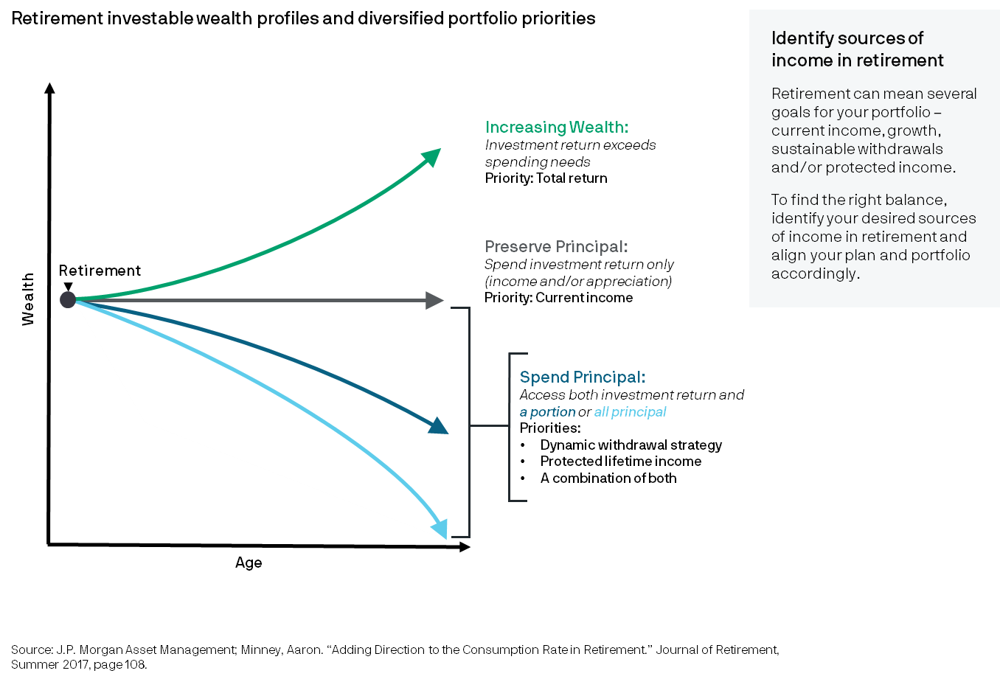 Retirement investable wealth profiles and diversified portfolio priorities
Identify sources of
income in retirement
Retirement can mean several
goals for your portfolio –
current income, growth,
sustainable withdrawals
and/or protected income.
To find the right balance,
identify your desired sources
of income in retirement and
align your plan and portfolio
accordingly.
Increasing Wealth:
Investment return exceeds
spending needs
Priority: Total return
Preserve Principal:
Spend investment return only
(income and/or appreciation)
Priority: Current income
Retirement
Wealth
Spend Principal:
Access both investment return and
a portion or all principal
Priorities:
• Dynamic withdrawal strategy
• Protected lifetime income
• A combination of both
Age
Source: J.P. Morgan Asset Management; Minney, Aaron. “Adding Direction to the Consumption Rate in Retirement.” Journal of Retirement,
Summer 2017, page 108.